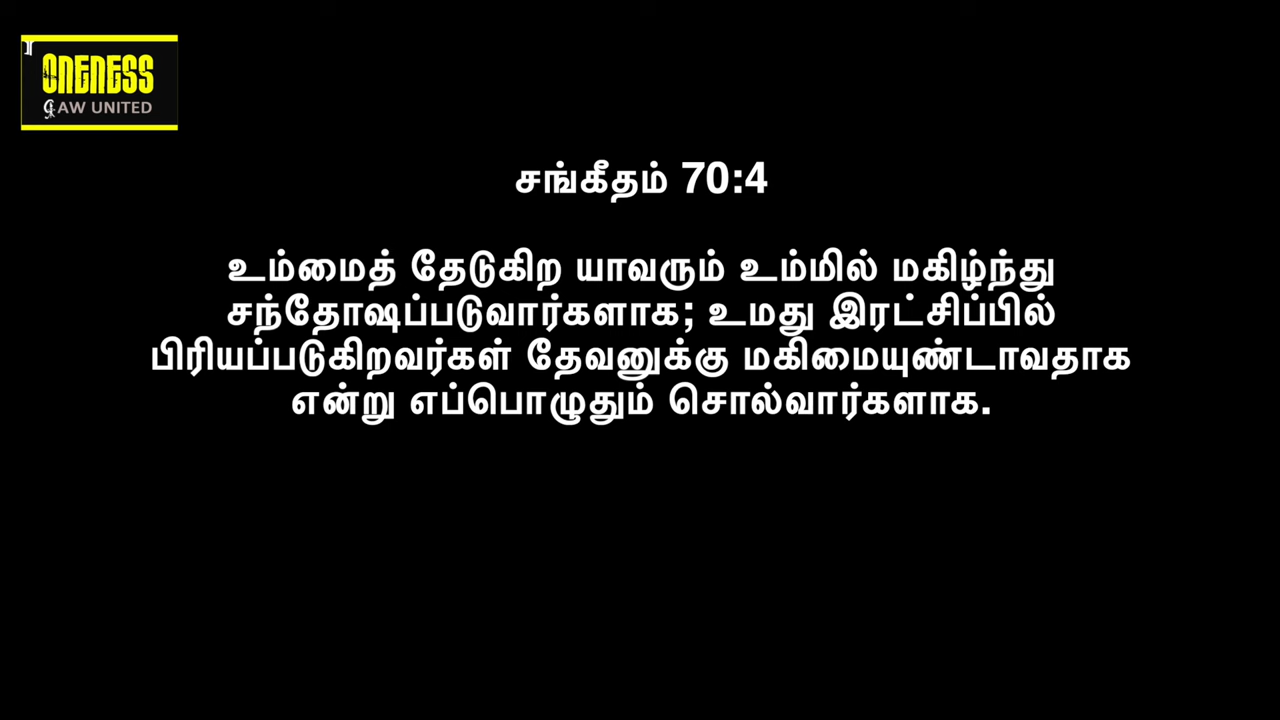 ONENESS
AW UNITED
சங்கீதம் 70:4
உம்மைத் தேடுகிற யாவரும் உம்மில் மகிழ்ந்து
சந்தோஷப்படுவார்களாக; உமது இரட்சிப்பில்
பிரியப்படுகிறவர்கள் தேவனுக்கு மகிமையுண்டாவதாக
என்று எப்பொழுதும் சொல்வார்களாக.